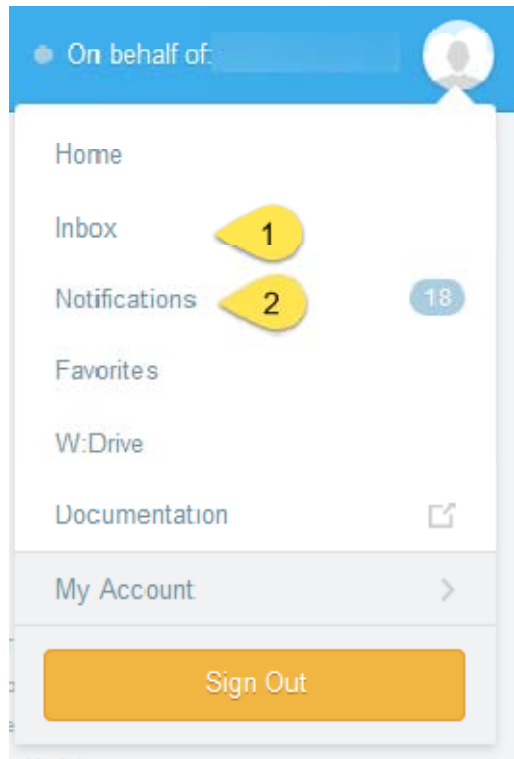 On behalf of:
Home
Inbox 1
Notifications 2 18
Favorites
W:Drive
Documentation
My Account
Sign Out